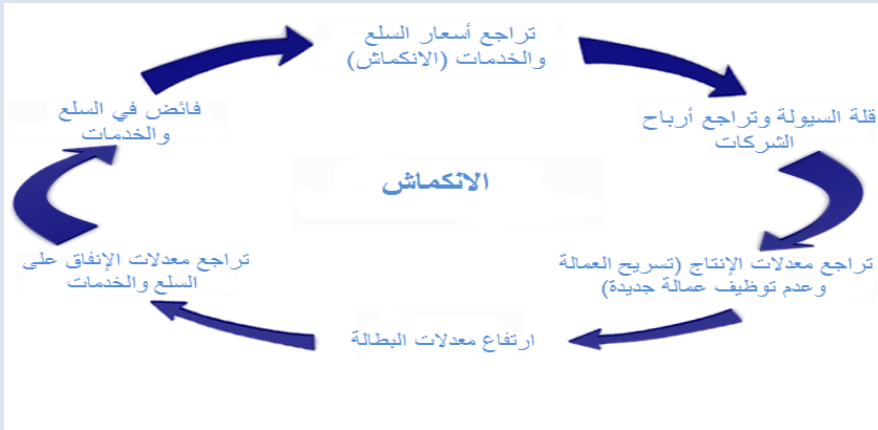 تراجع أسعار السلع
والخدمات (الانكماش)
قلة السيولة وتراجع أرباح
الشركات
تراجع معدلات الإنتاج (تسريح العمالة
وعدم توظيف عمالة جديدة)
ارتفاع معدلات البطالة
تراجع معدلات الإنفاق على
السلع والخدمات
فائض في السلع
والخدمات
الانكماش